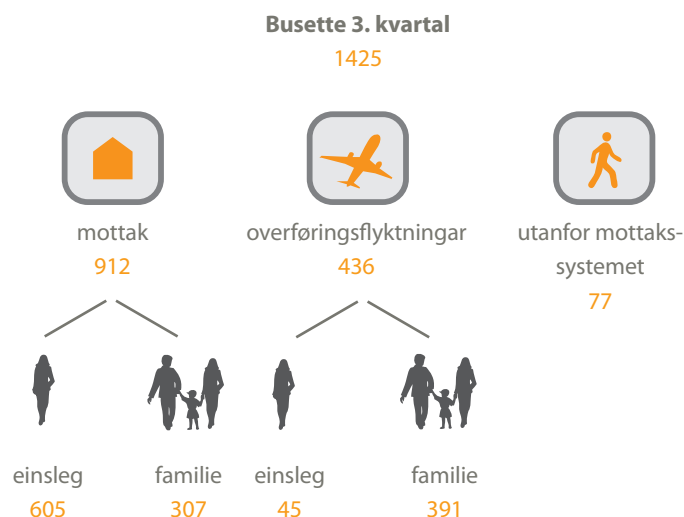 Busette 3. kvartal
1425
mottak
912
overføringsflyktningar
436
utanfor mottaks-
systemet
77
einsleg
605
familie
307
einsleg
45
familie
391